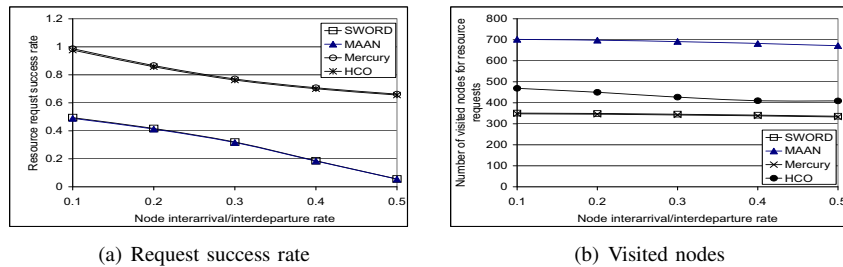 1.2
1
0.8
0.6
0.4
0.2
0
Resource requst success rate
SWORD
MAAN
Mercury
HCO
0.1 0.2 0.3 0.4 0.5
Node interarrival/interdeparture rate
(a) Request success rate
800
700
600
500
400
300
200
100
0
Number of visited nodes for resource
requests
SWORD
MAAN
Mercury
HCO
0.1 0.2 0.3 0.4 0.5
Node interarrival/interdeparture rate
(b) Visited nodes